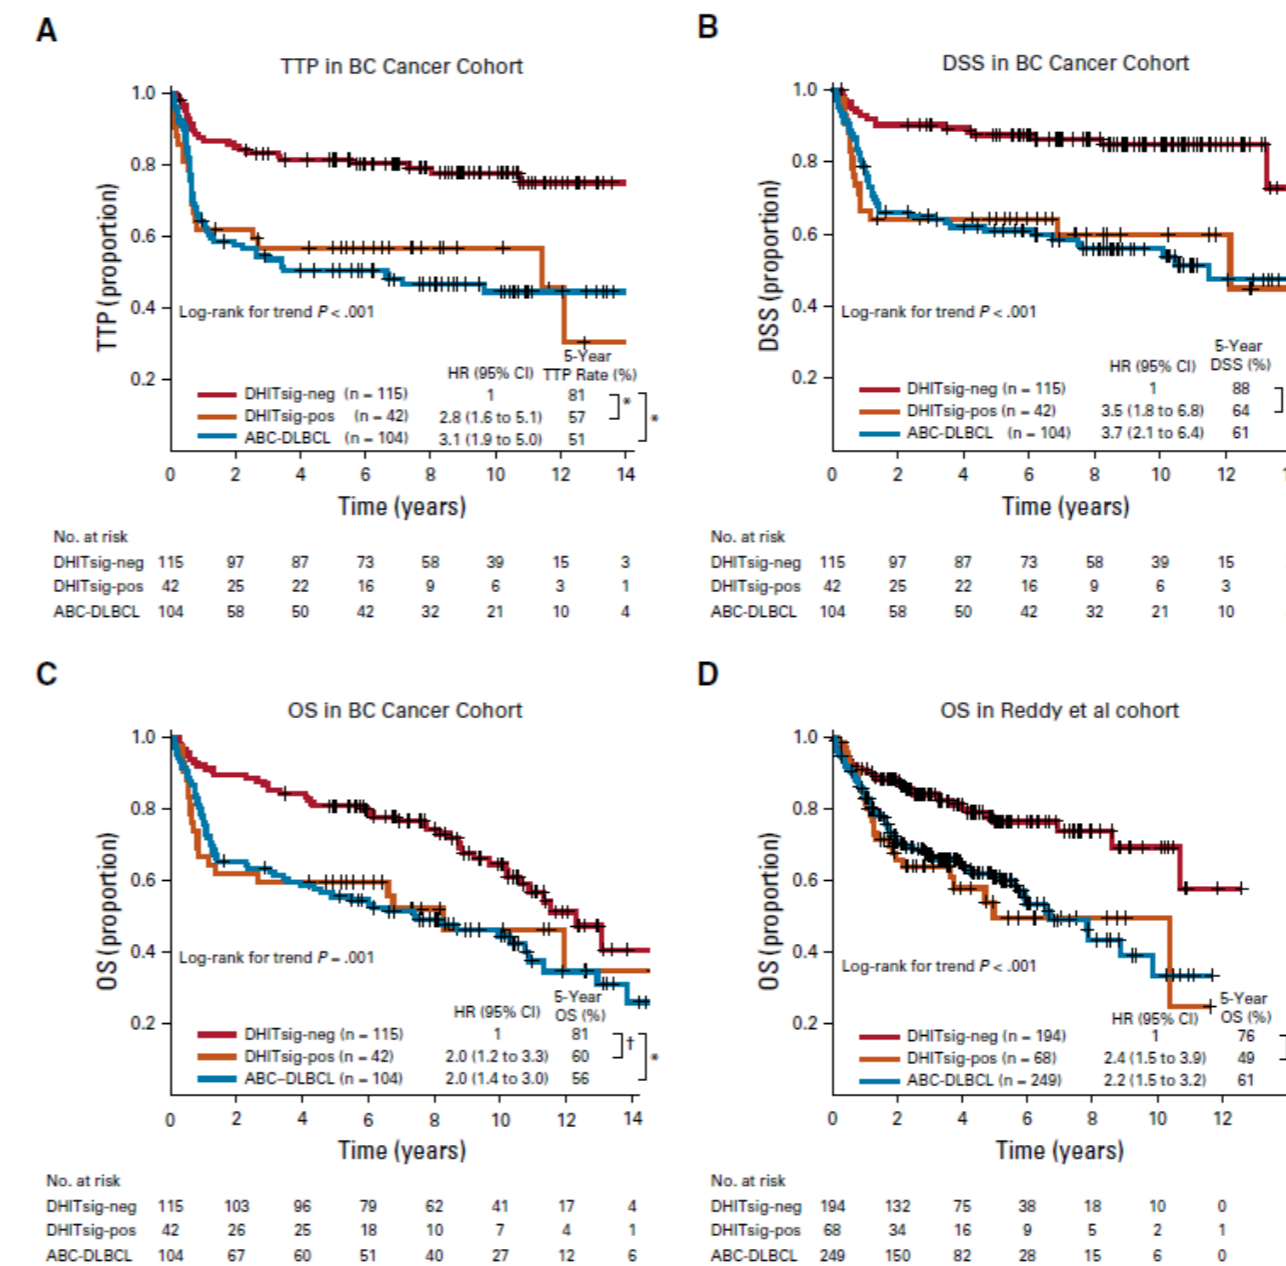 A
TTP in BC Cancer Cohort
1.0
0.8
0.6
0.4
0.2
TTP (proportion)
Log-rank for trend P < .001
5-Year
HR (95% CI) TTP Rate (%)
DHITsig-neg (n = 115) 1 81
DHITsig-pos (n = 42) 2.8 (1.6 to 5.1) 57
ABC-DLBCL (n = 104) 3.1 (1.9 to 5.0) 51
*
*
0 2 4 6 8 10 12 14
Time (years)
No. at risk
DHITsig-neg 115 97 87 73 58 39 15 3
DHITsig-pos 42 25 22 16 9 6 3 1
ABC-DLBCL 104 58 50 42 32 21 10 4
B
DSS in BC Cancer Cohort
1.0
0.8
0.6
0.4
0.2
DSS (proportion)
Log-rank for trend P < .001
5-Year
HR (95% CI) DSS (%)
DHITsig-neg (n = 115) 1 88
DHITsig-pos (n = 42) 3.5 (1.8 to 6.8) 64
ABC-DLBCL (n = 104) 3.7 (2.1 to 6.4) 61
0 2 4 6 8 10 12
Time (years)
No. at risk
DHITsig-neg 115 97 87 73 58 39 15
DHITsig-pos 42 25 22 16 9 6 3
ABC-DLBCL 104 58 50 42 32 21 10
C
OS in BC Cancer Cohort
1.0
0.8
0.6
0.4
0.2
OS (proportion)
Log-rank for trend P = .001
5-Year
HR (95% CI) OS (%)
DHITsig-neg (n = 115) 1 81
DHITsig-pos (n = 42) 2.0 (1.2 to 3.3) 60
ABC–DLBCL (n = 104) 2.0 (1.4 to 3.0) 56
†
*
0 2 4 6 8 10 12 14
Time (years)
No. at risk
DHITsig-neg 115 103 96 79 62 41 17 4
DHITsig-pos 42 26 25 18 10 7 4 1
ABC-DLBCL 104 67 60 51 40 27 12 6
D
OS in Reddy et al cohort
1.0
0.8
0.6
0.4
0.2
OS (proportion)
Log-rank for trend P < .001
5-Year
HR (95% CI) OS (%)
DHITsig-neg (n = 194) 1 76
DHITsig-pos (n = 68) 2.4 (1.5 to 3.9) 49
ABC-DLBCL (n = 249) 2.2 (1.5 to 3.2) 61
0 2 4 6 8 10 12
Time (years)
No. at risk
DHITsig-neg 194 132 75 38 18 10 0
DHITsig-pos 68 34 16 9 5 2 1
ABC-DLBCL 249 150 82 28 15 6 0